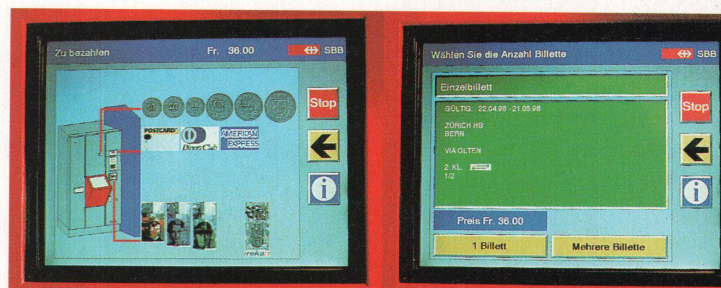 Zu bezahlen Fr. 36.00 SBB
Stop
POSTCARD
Diners Club
AMERICAN
EXPRESS
reka
Wählen Sie die Anzahl Billette SBB
Einzelbillett
Stop
GÜLTIG: 22.04.98 - 21.05.98
ZÜRICH HB
BERN
VIA OLTEN
2. KL.
1/2
Preis Fr. 36.00
1 Billett Mehrere Billette